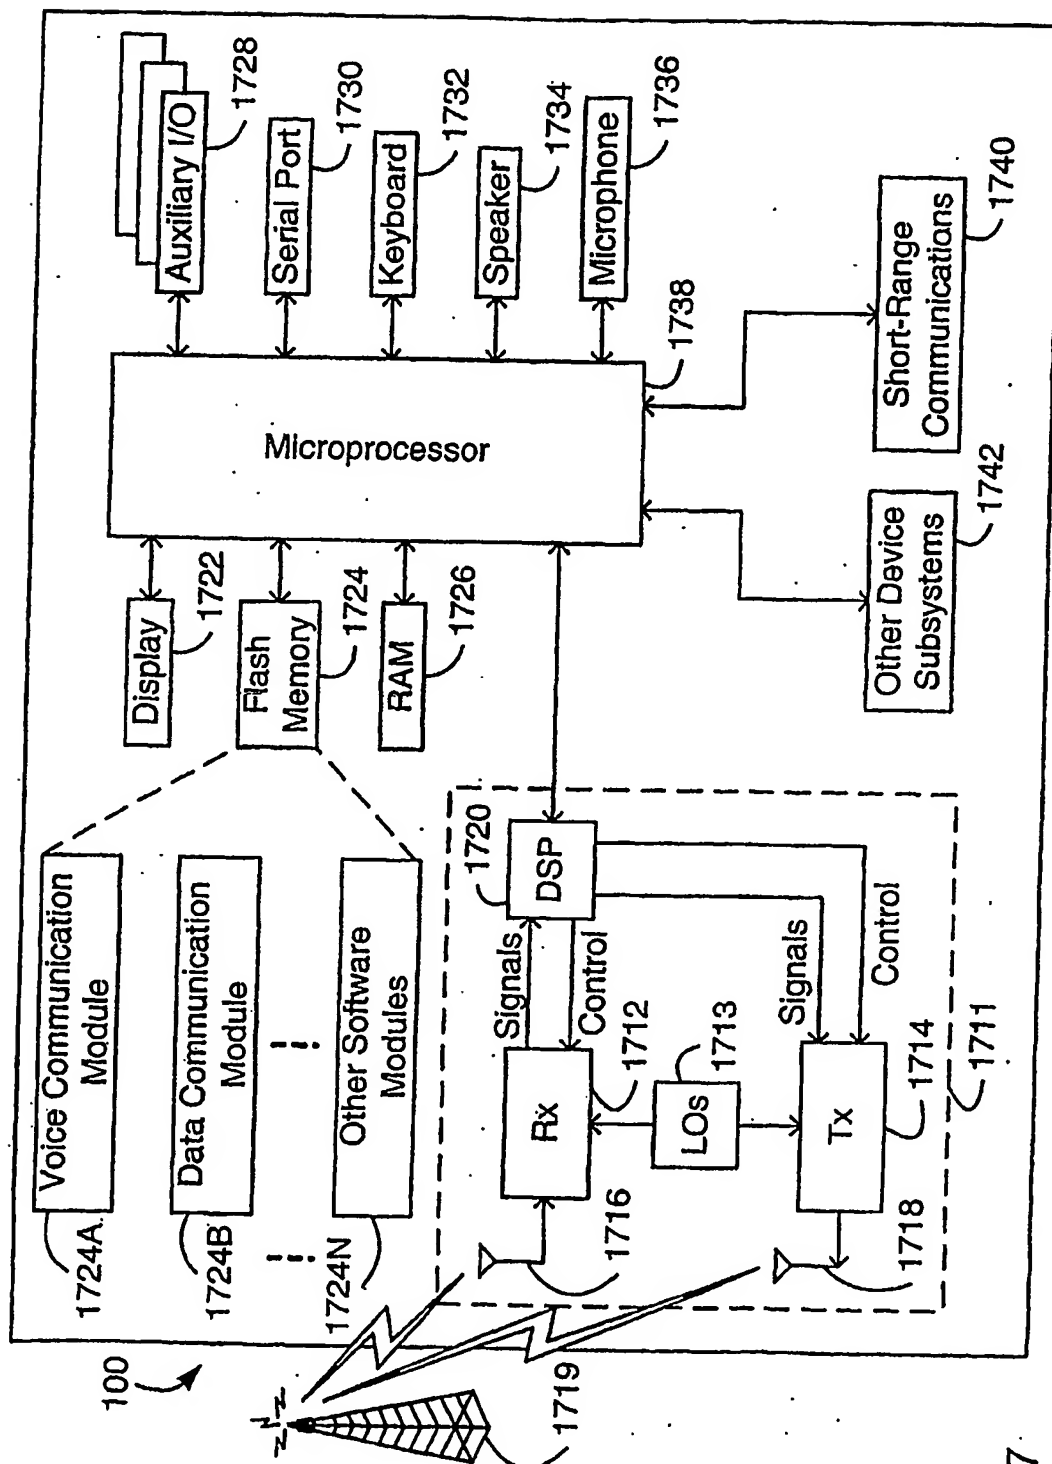 100
1719
1724A
Voice Communication
Module
1724B
Data Communication
Module
1724N
Other Software
Modules
Display
1722
Flash
Memory
1724
RAM
1726
Microprocessor
1738
Auxiliary I/O
1728
Serial Port
1730
Keyboard
1732
Speaker
1734
Microphone
1736
Short-Range
Communications
1740
Other Device
Subsystems
1742
1720
DSP
Signals
Control
Rx
1712
LOs
1713
Signals
Control
Tx
1714
1711
1716
1718
7